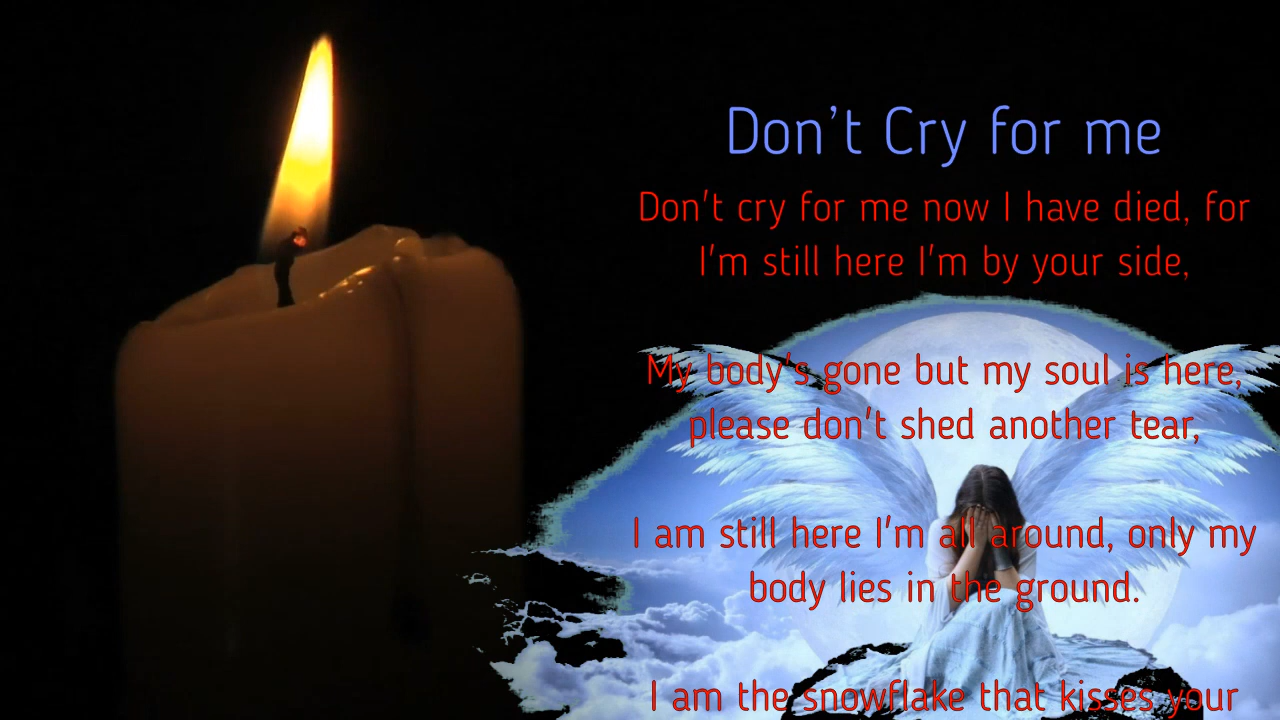 Don’t Cry for me
Don't cry for me now I have died, for
I'm still here I'm by your side,
My body's gone but my soul is here,
please don't shed another tear,
I am still here I'm all around, only my
body lies in the ground.
I am the snowflake that kisses your